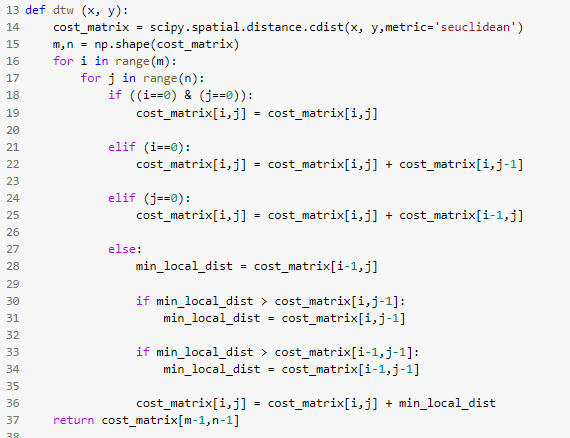 13 def dtw (x, y):
14     cost_matrix = scipy.spatial.distance.cdist(x, y,metric='seuclidean')
15     m,n = np.shape(cost_matrix)
16     for i in range(m):
17         for j in range(n):
18             if ((i==0) & (j==0)):
19                 cost_matrix[i,j] = cost_matrix[i,j]
20
21             elif (i==0):
22                 cost_matrix[i,j] = cost_matrix[i,j] + cost_matrix[i,j-1]
23
24             elif (j==0):
25                 cost_matrix[i,j] = cost_matrix[i,j] + cost_matrix[i-1,j]
26
27             else:
28                 min_local_dist = cost_matrix[i-1,j]
29
30                 if min_local_dist > cost_matrix[i,j-1]:
31                     min_local_dist = cost_matrix[i,j-1]
32
33                 if min_local_dist > cost_matrix[i-1,j-1]:
34                     min_local_dist = cost_matrix[i-1,j-1]
35
36                 cost_matrix[i,j] = cost_matrix[i,j] + min_local_dist
37     return cost_matrix[m-1,n-1]
38